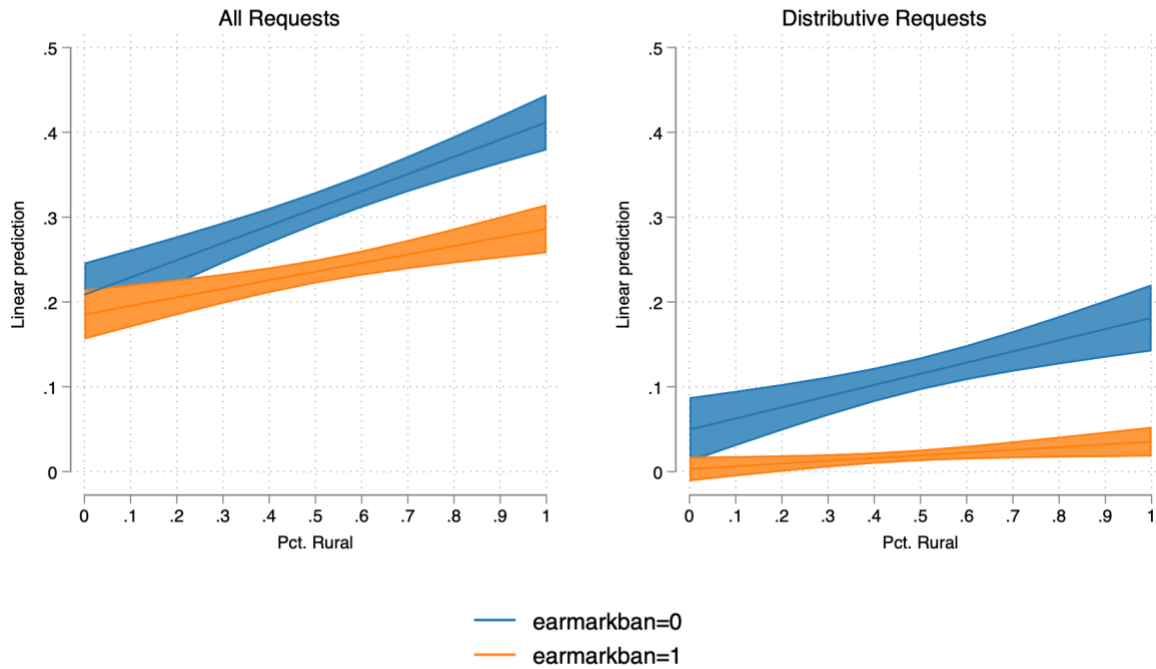 All Requests
.5
.4
.3
.2
.1
0
Linear prediction
0 .1 .2 .3 .4 .5 .6 .7 .8 .9 1
Pct. Rural
Distributive Requests
.5
.4
.3
.2
.1
0
Linear prediction
0 .1 .2 .3 .4 .5 .6 .7 .8 .9 1
Pct. Rural
earmarkban=0
earmarkban=1